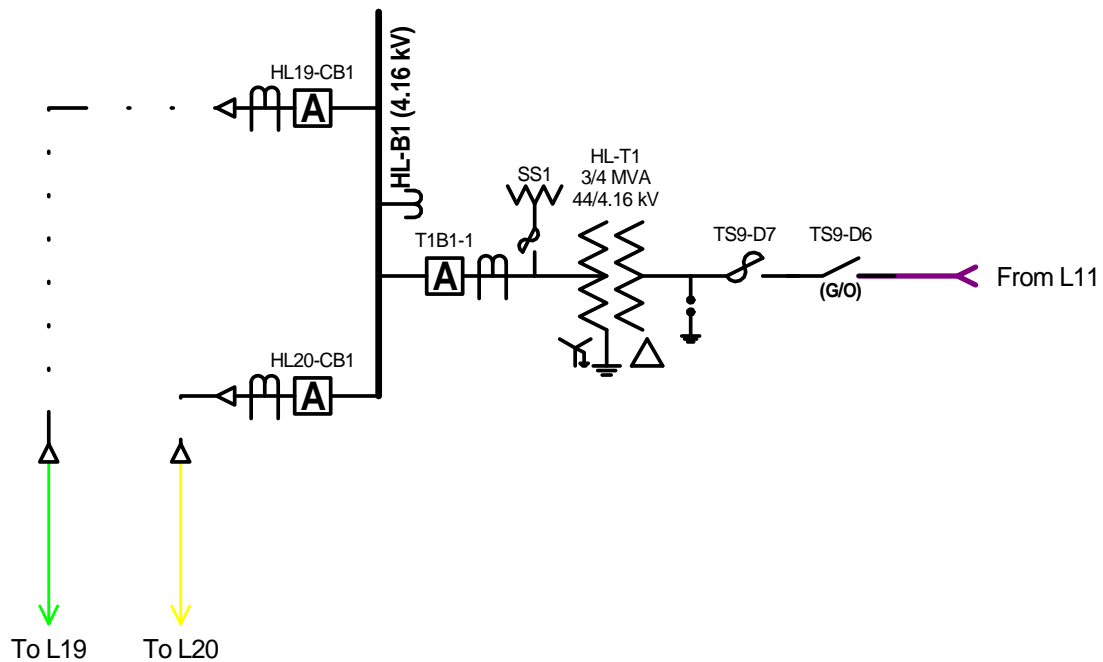 HL19-CB1
A
HL-B1 (4.16 kV)
HL-T1
3/4 MVA
44/4.16 kV
SS1
T1B1-1
A
TS9-D7
TS9-D6
(G/O)
From L11
HL20-CB1
A
To L19
To L20